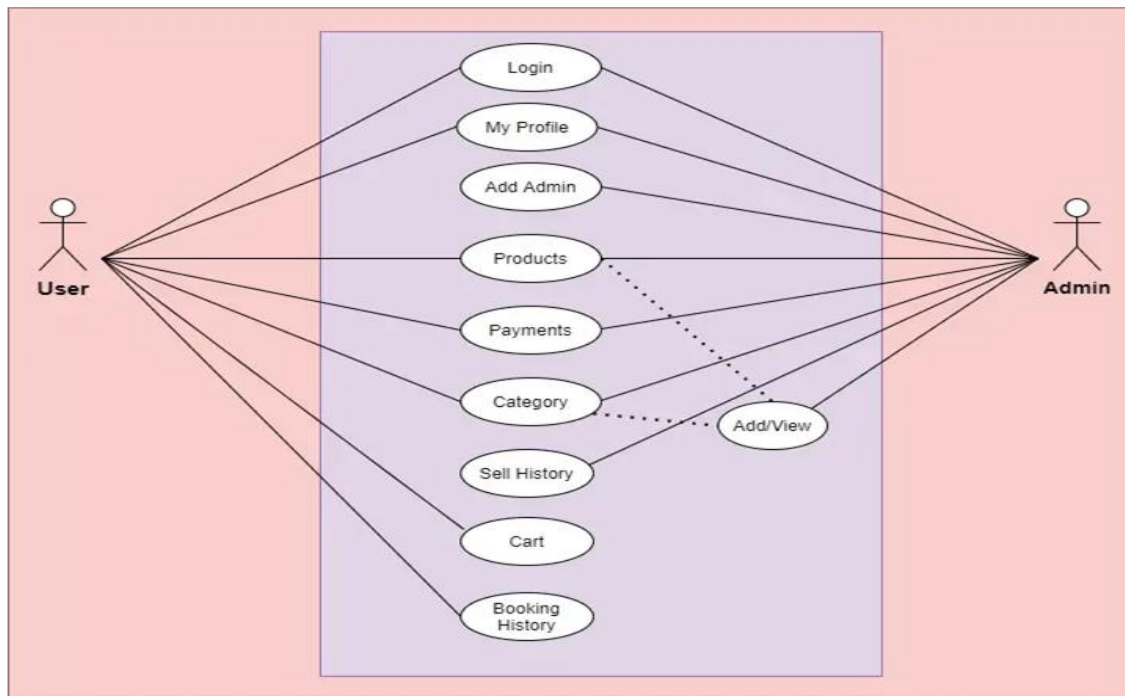 Login
My Profile
Add Admin
Products
User
Admin
Payments
Category
Add/View
Sell History
Cart
Booking
History